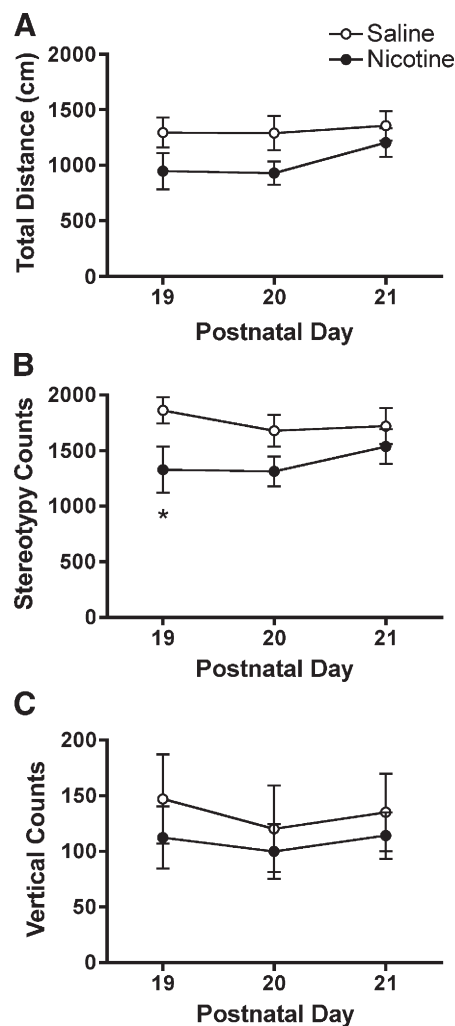 A
Saline
Nicotine
Total Distance (cm)
2000
1500
1000
500
0
19 20 21
Postnatal Day
B
Stereotypy Counts
2000
1500
1000
500
0
*
19 20 21
Postnatal Day
C
Vertical Counts
200
150
100
50
0
19 20 21
Postnatal Day